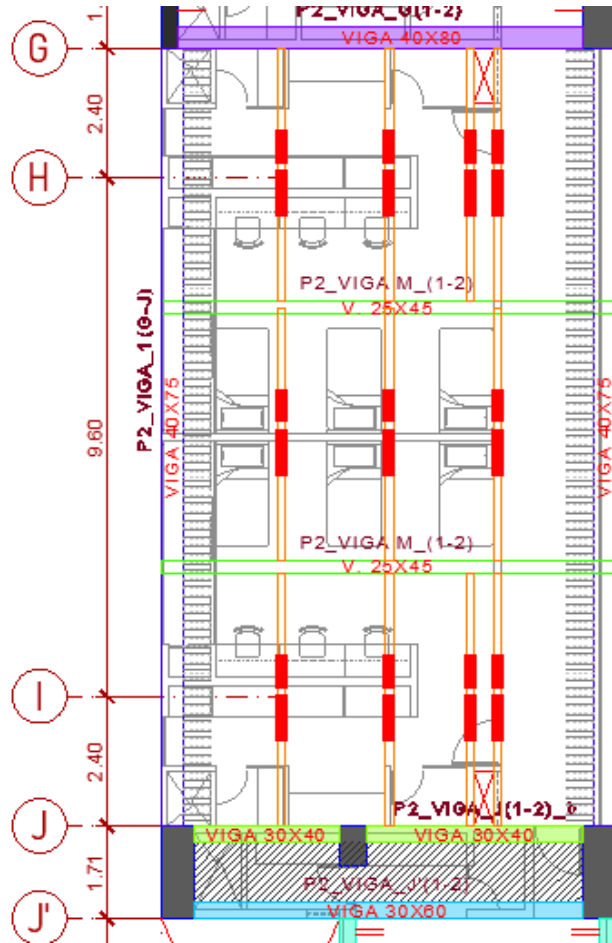 1.
P2_VIGA_G(1-2)
G
VIGA 40X80
2.40
H
P2_VIGA M_(1-2)
V. 25X45
P2_VIGA_1 (G-J)
VIGA 40X75
VIGA 40X75
9.60
P2_VIGA M_(1-2)
V. 25X45
I
2.40
P2_VIGA_J(1-2)_
J
VIGA 30X40
VIGA 30X40
1.71
P2_VIGA_J'(1-2)
J'
VIGA 30X60